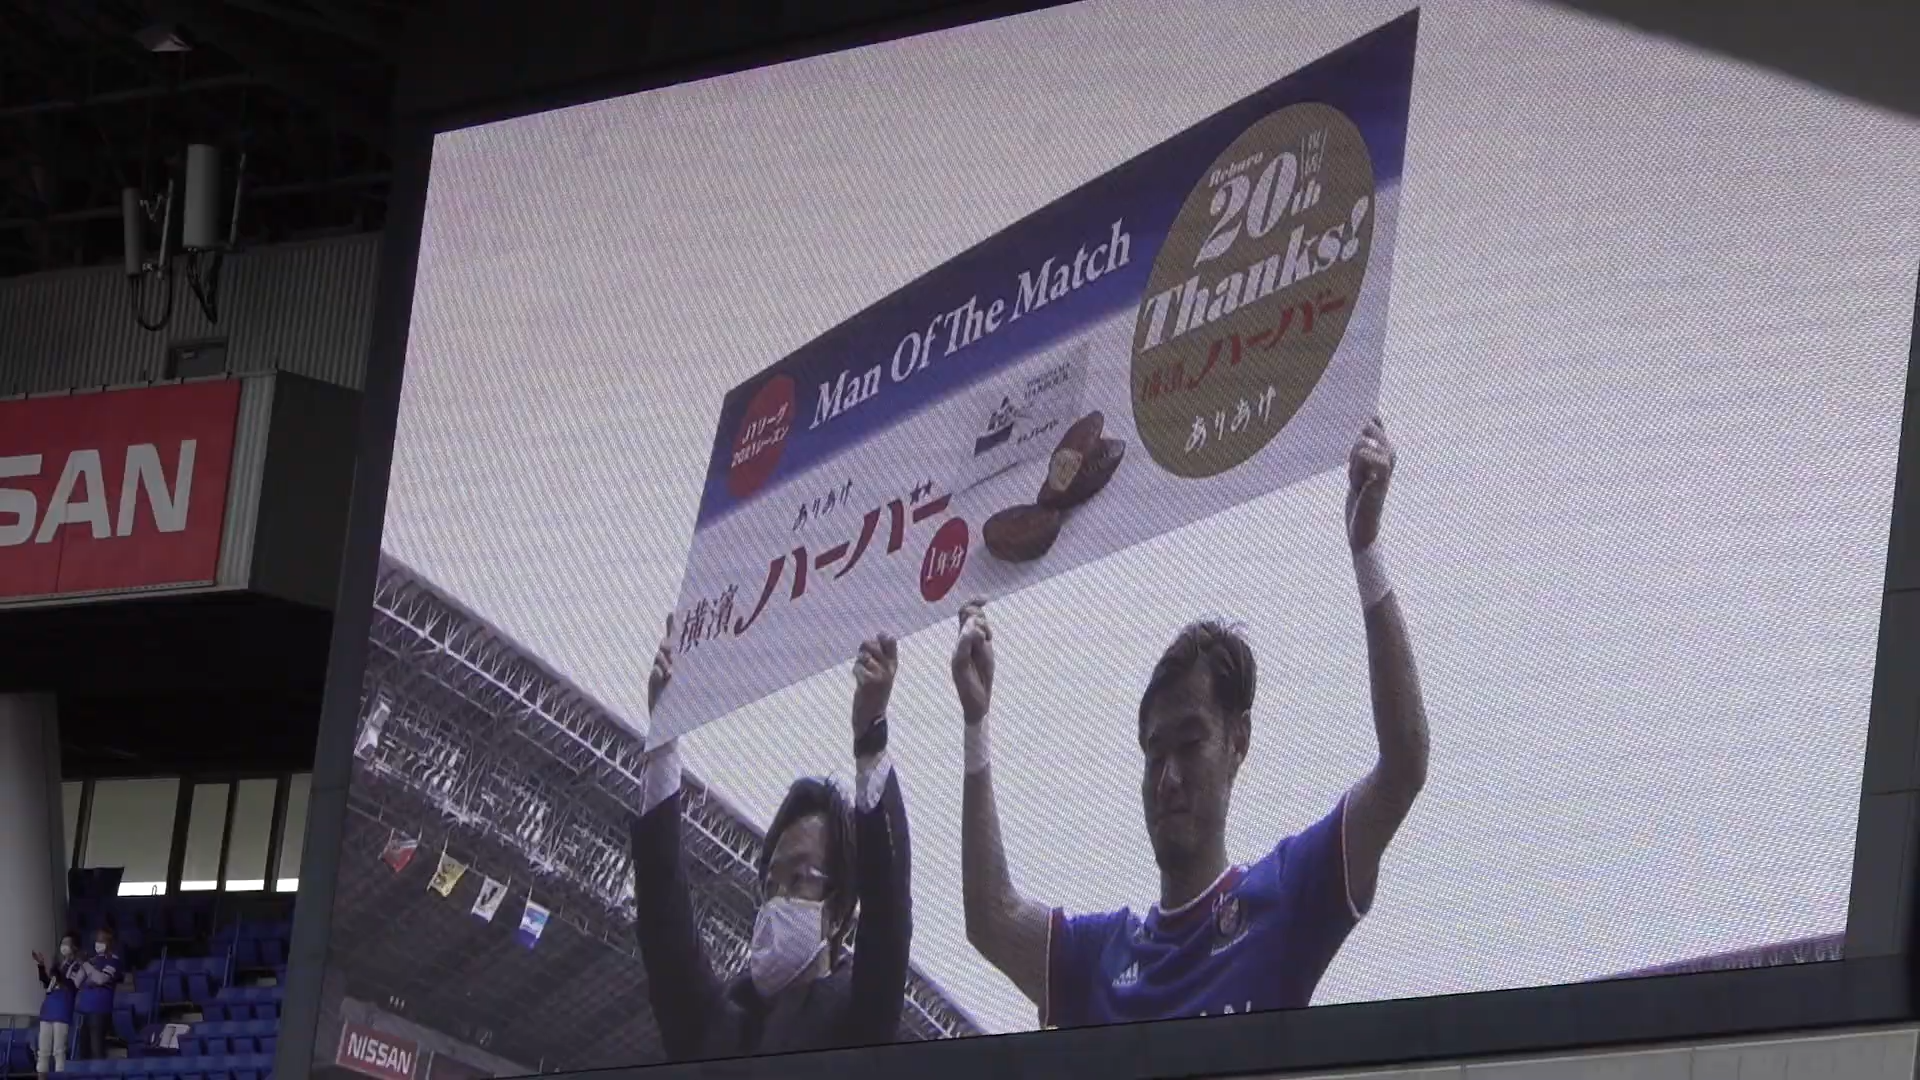 SAN
Man Of The Match
J1リーグ
2021シーズン
ありあけ
横濱 ハーバー
1年分
Reborn
20th
Thanks!
横濱 ハーバー
ありあけ
NISSAN